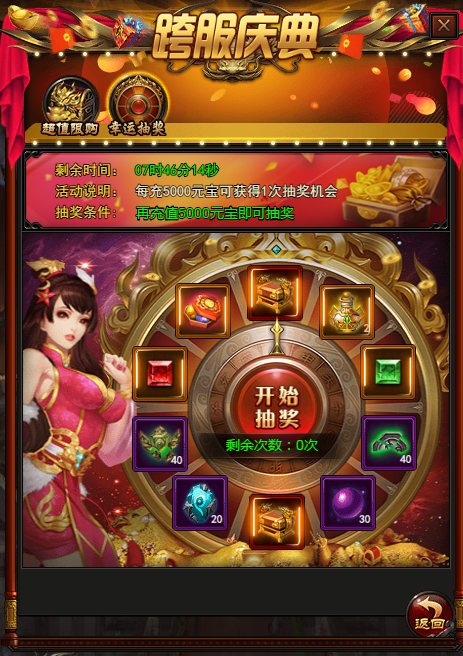 跨服庆典
超值限购
幸运抽奖
剩余时间： 07时46分14秒
活动说明： 每充5000元宝可获得1次抽奖机会
抽奖条件： 再充值5000元宝即可抽奖
2
开始
抽奖
剩余次数：0次
40
40
20
30
返回